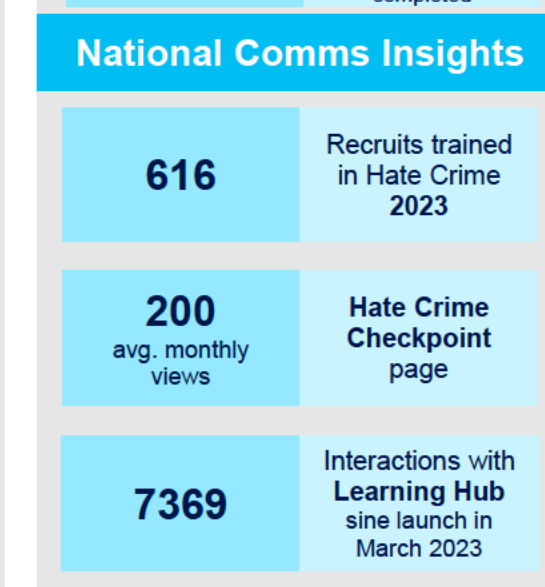 completed
National Comms Insights
616
Recruits trained
in Hate Crime
2023
200
avg. monthly
views
Hate Crime
Checkpoint
page
7369
Interactions with
Learning Hub
sine launch in
March 2023